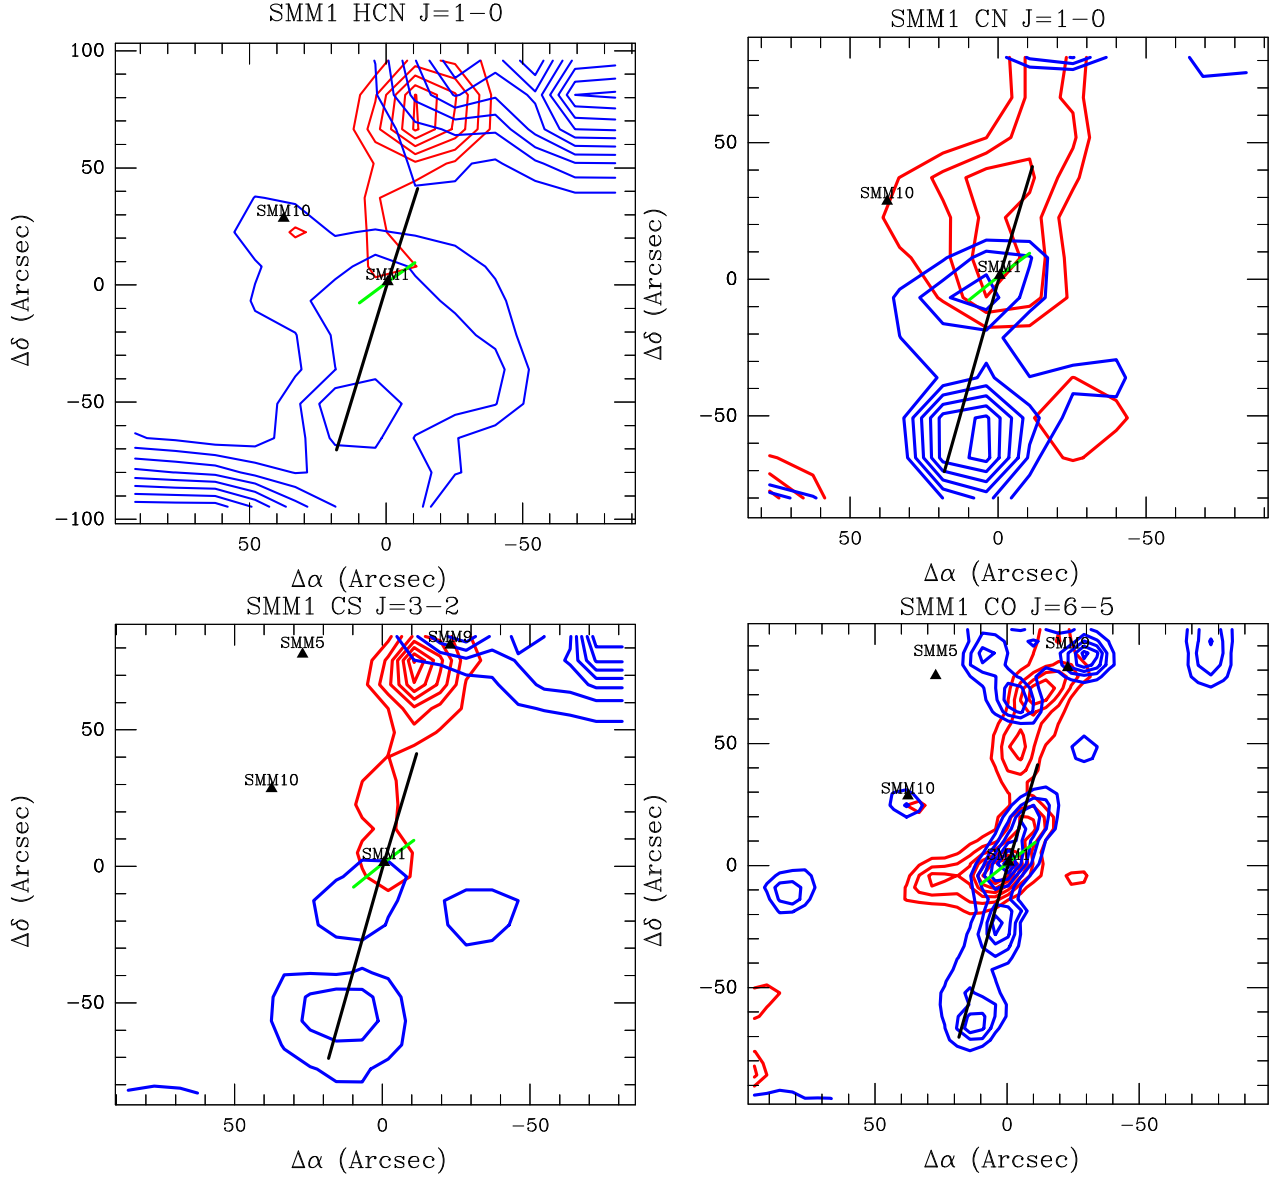 SMM1 HCN J=1−0
100
50
0
−50
−100
SMM10
SMM1
50
0
−50
Δδ (Arcsec)
Δα (Arcsec)
SMM1 CN J=1−0
50
0
−50
SMM10
SMM1
50
0
−50
Δδ (Arcsec)
Δα (Arcsec)
SMM1 CS J=3−2
50
0
−50
SMM5
SMM9
SMM10
SMM1
50
0
−50
Δδ (Arcsec)
Δα (Arcsec)
SMM1 CO J=6−5
50
0
−50
SMM5
SMM9
SMM10
SMM1
50
0
−50
Δδ (Arcsec)
Δα (Arcsec)